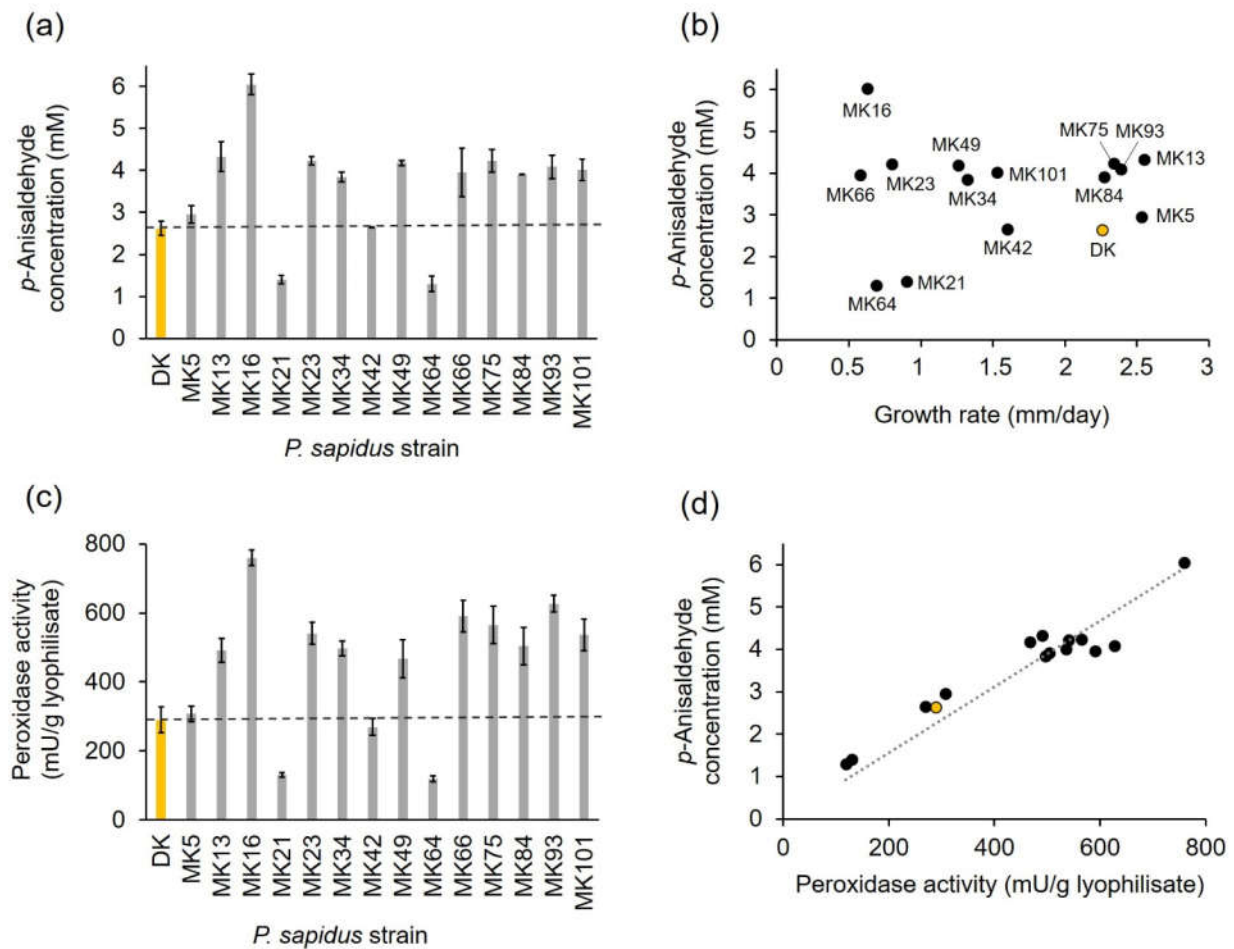 (a)
p-Anisaldehyde
concentration (mM)
6
5
4
3
2
1
0
DK
MK5
MK13
MK16
MK21
MK23
MK34
MK42
MK49
MK64
MK66
MK75
MK84
MK93
MK101
P. sapidus strain
(b)
p-Anisaldehyde
concentration (mM)
6
5
4
3
2
1
0
MK16
MK75
MK93
MK49
MK13
MK66
MK23
MK34
MK101
MK84
MK5
MK42
DK
MK64
MK21
0 0.5 1 1.5 2 2.5 3
Growth rate (mm/day)
(c)
Peroxidase activity
(mU/g lyophilisate)
800
600
400
200
0
DK
MK5
MK13
MK16
MK21
MK23
MK34
MK42
MK49
MK64
MK66
MK75
MK84
MK93
MK101
P. sapidus strain
(d)
p-Anisaldehyde
concentration (mM)
6
5
4
3
2
1
0
0 200 400 600 800
Peroxidase activity (mU/g lyophilisate)